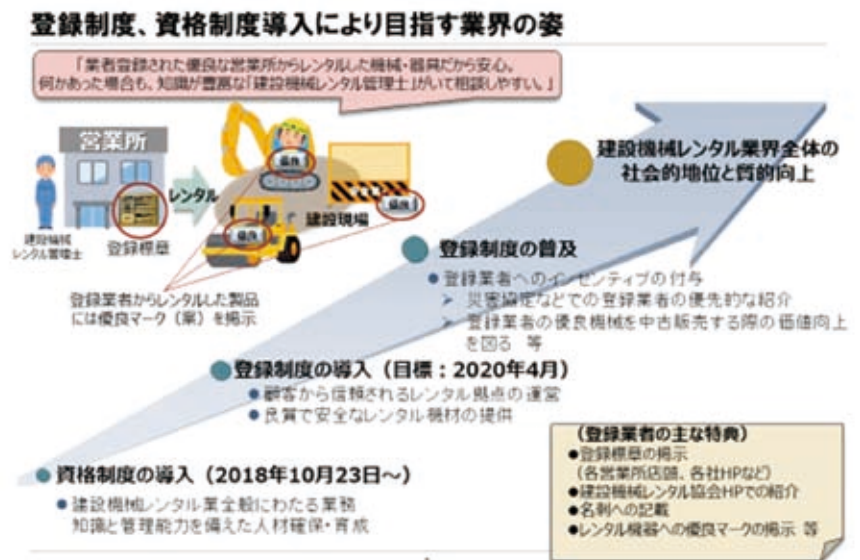 登録制度、資格制度導入により目指す業界の姿
「業者登録された優良な営業所からレンタルした機械・器具だから安心。
何かあった場合も、知識が豊富な「建設機械レンタル管理士」がいて相談しやすい。」
営業所
レンタル
建設機械
レンタル管理士
登録標章
優良
優良
優良
建設現場
登録業者からレンタルした製品
には優良マーク（案）を掲示
建設機械レンタル業界全体の
社会的地位と質的向上
登録制度の普及
●登録業者へのインセンティブの付与
➢ 災害協定などでの登録業者の優先的な紹介
➢ 登録業者の優良機械を中古販売する際の価値向上
を図る 等
登録制度の導入（目標：2020年4月）
●顧客から信頼されるレンタル拠点の運営
●良質で安全なレンタル機材の提供
資格制度の導入（2018年10月23日～）
●建設機械レンタル業全般にわたる業務
知識と管理能力を備えた人材確保・育成
（登録業者の主な特典）
●登録標章の掲示
（各営業所店頭、各社HPなど）
●建設機械レンタル協会HPでの紹介
●名刺への記載
●レンタル機器への優良マークの掲示 等